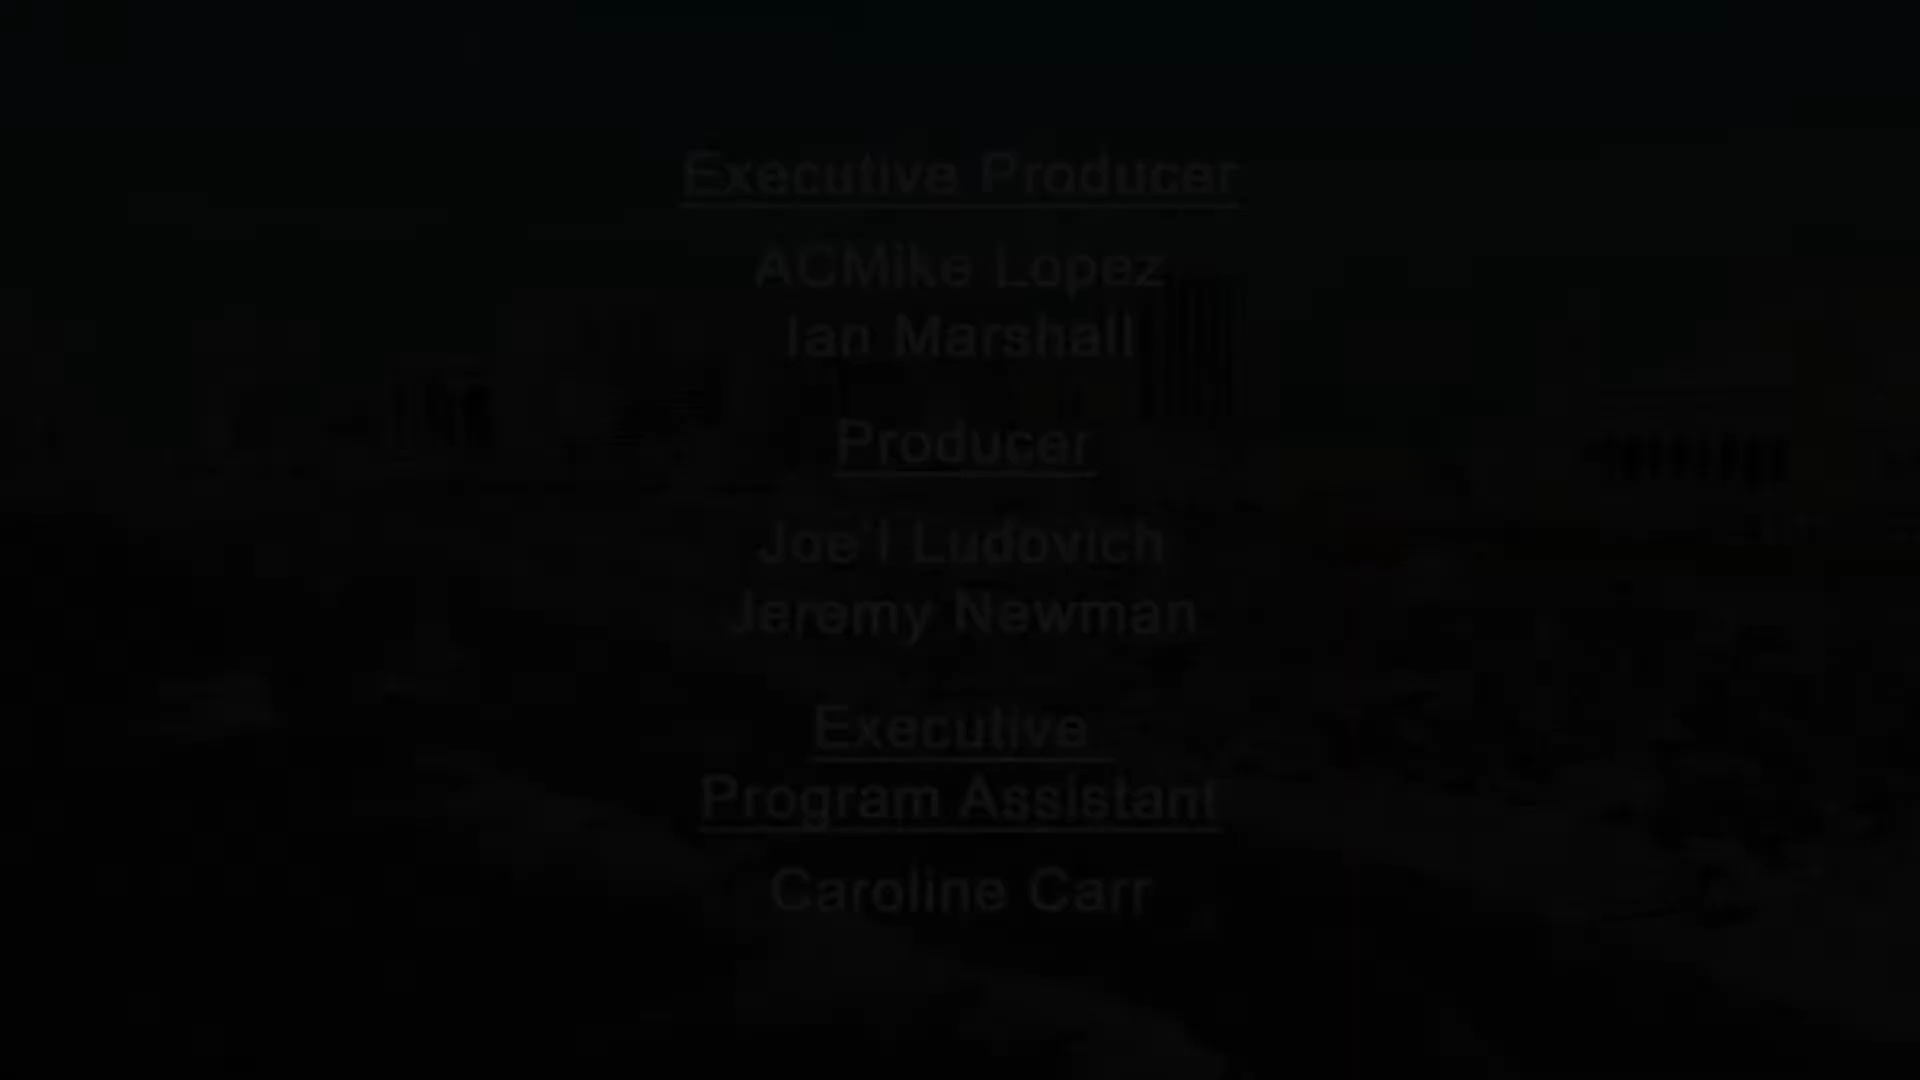 Executive Producer
ACMike Lopez
Ian Marshall
Producer
Joe'l Ludovich
Jeremy Newman
Executive
Program Assistant
Caroline Carr